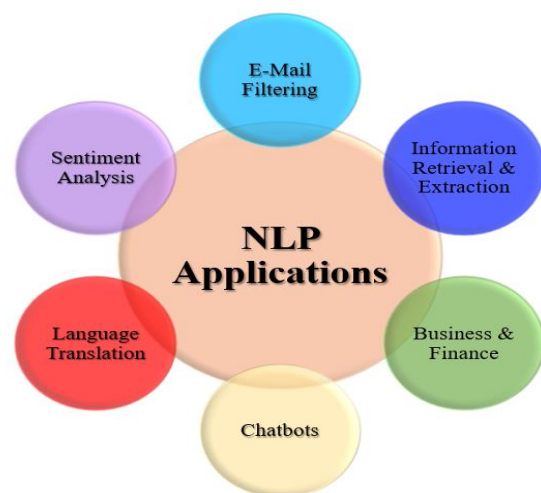 E-Mail
Filtering
Information
Retrieval &
Extraction
Business &
Finance
Chatbots
Language
Translation
Sentiment
Analysis
NLP
Applications